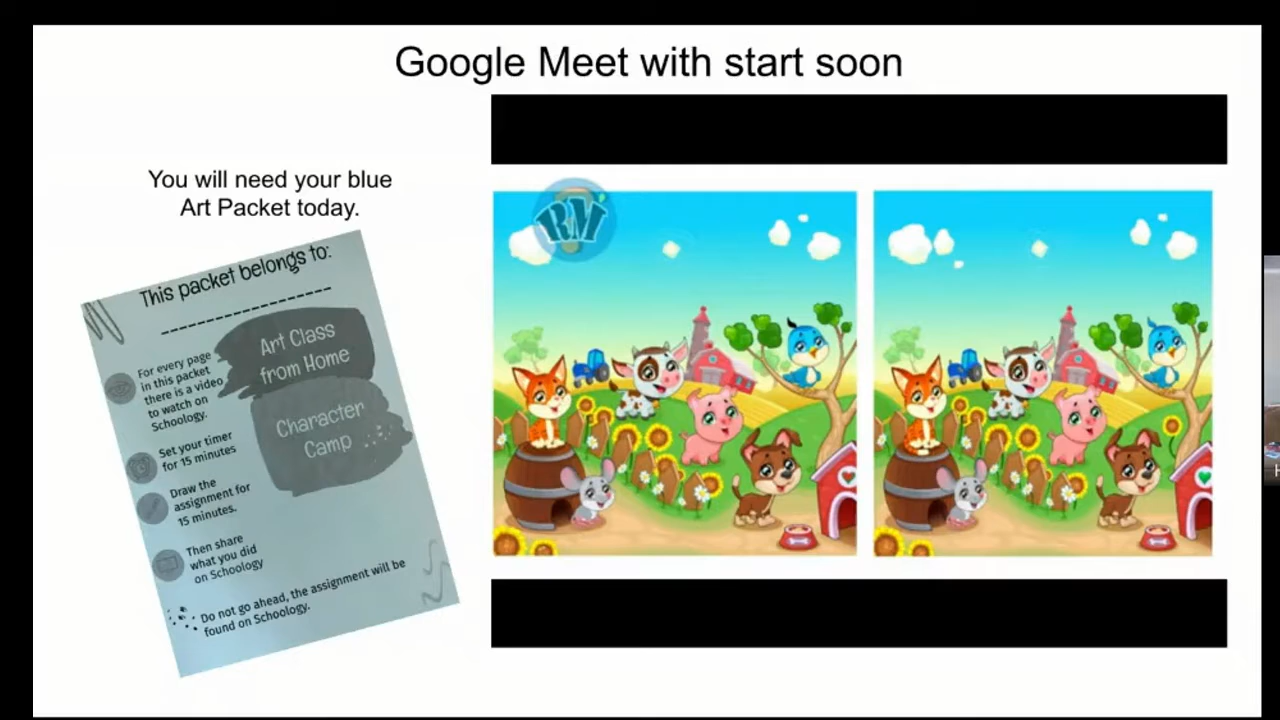 Google Meet with start soon
You will need your blue
Art Packet today.
This packet belongs to:
Art Class
from Home
Character
Camp
For every page
in this packet
there is a video
to watch on
Schoology.
Set your timer
for 15 minutes
Draw the
assignment for
15 minutes.
Then share
what you did
on Schoology
Do not go ahead, the assignment will be
found on Schoology.
RM